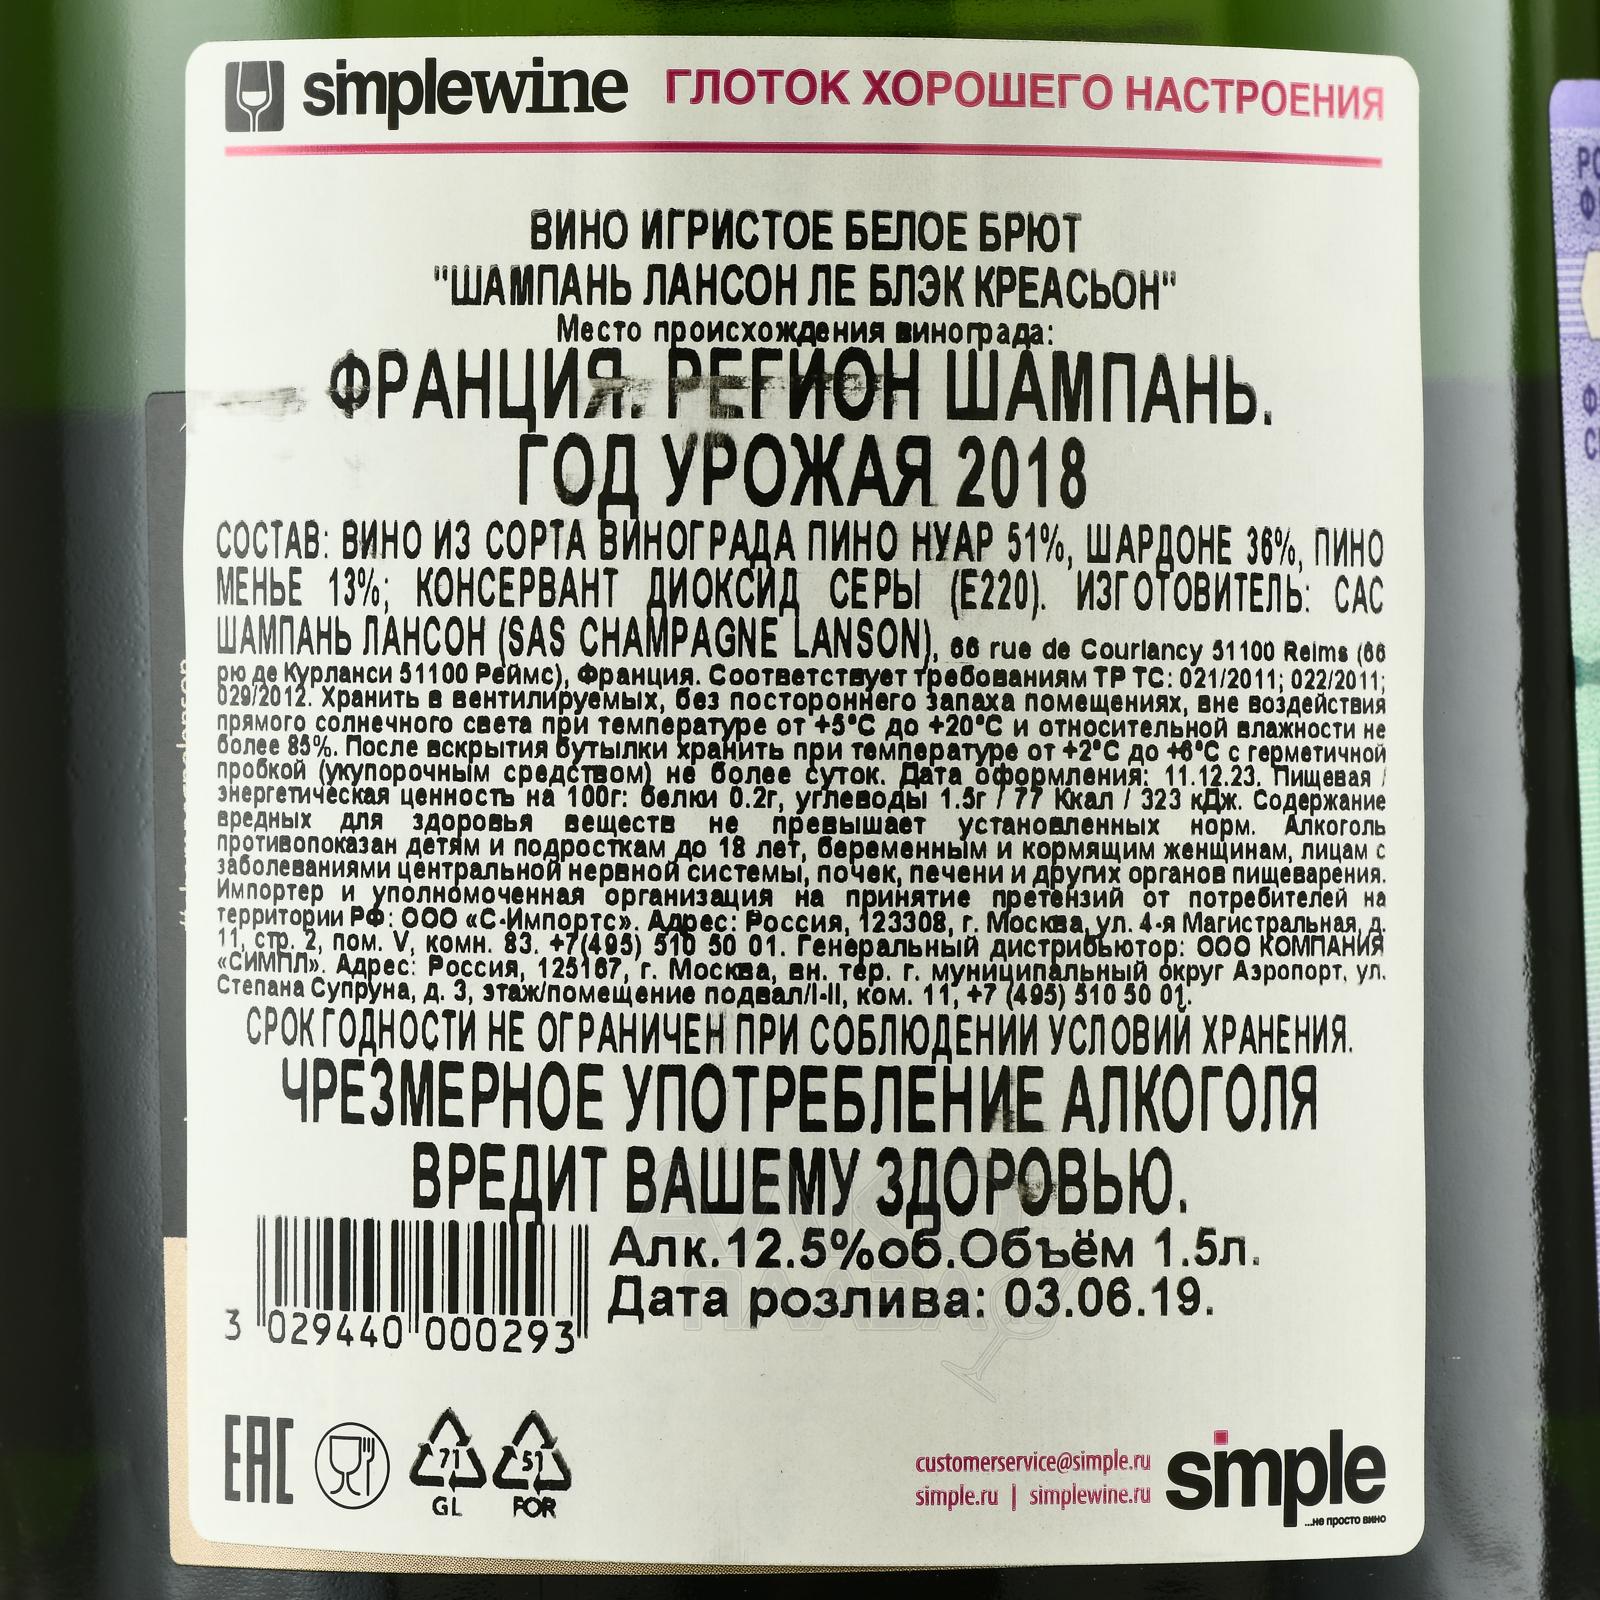 simplewine ГЛОТОК ХОРОШЕГО НАСТРОЕНИЯ
ВИНО ИГРИСТОЕ БЕЛОЕ БРЮТ
"ШАМПАНЬ ЛАНСОН ЛЕ БЛЭК КРЕАСЬОН"
Место происхождения винограда:
ФРАНЦИЯ. РЕГИОН ШАМПАНЬ.
ГОД УРОЖАЯ 2018
СОСТАВ: ВИНО ИЗ СОРТА ВИНОГРАДА ПИНО НУАР 51%, ШАРДОНЕ 36%, ПИНО
МЕНЬЕ 13%; КОНСЕРВАНТ ДИОКСИД СЕРЫ (Е220). ИЗГОТОВИТЕЛЬ: САС
ШАМПАНЬ ЛАНСОН (SAS CHAMPAGNE LANSON), 66 rue de Courlancy 51100 Reims (66
рю де Курланси 51100 Реймс), Франция. Соответствует требованиям ТР ТС: 021/2011; 022/2011;
029/2012. Хранить в вентилируемых, без постороннего запаха помещениях, вне воздействия
прямого солнечного света при температуре от +5°С до +20°С и относительной влажности не
более 85%. После вскрытия бутылки хранить при температуре от +2°С до +6°С с герметичной
пробкой (укупорочным средством) не более суток. Дата оформления: 11.12.23. Пищевая /
энергетическая ценность на 100г: белки 0.2г, углеводы 1.5г / 77 Ккал / 323 кДж. Содержание
вредных для здоровья веществ не превышает установленных норм. Алкоголь
противопоказан детям и подросткам до 18 лет, беременным и кормящим женщинам, лицам с
заболеваниями центральной нервной системы, почек, печени и других органов пищеварения.
Импортер и уполномоченная организация на принятие претензий от потребителей на
территории РФ: ООО «С-Импортс». Адрес: Россия, 123308, г. Москва, ул. 4-я Магистральная, д.
11, стр. 2, пом. V, комн. 83. +7(495) 510 50 01. Генеральный дистрибьютор: ООО КОМПАНИЯ
«СИМПЛ». Адрес: Россия, 125167, г. Москва, вн. тер. г. муниципальный округ Аэропорт, ул.
Степана Супруна, д. 3, этаж/помещение подвал/I-II, ком. 11, +7 (495) 510 50 01.
СРОК ГОДНОСТИ НЕ ОГРАНИЧЕН ПРИ СОБЛЮДЕНИИ УСЛОВИЙ ХРАНЕНИЯ.
ЧРЕЗМЕРНОЕ УПОТРЕБЛЕНИЕ АЛКОГОЛЯ
ВРЕДИТ ВАШЕМУ ЗДОРОВЬЮ.
Алк.12.5%об.Объём 1.5л.
Дата розлива: 03.06.19.
3 029440 000293
EAC
71 51
GL FOR
customerservice@simple.ru
simple.ru | simplewine.ru
simple
...не просто вино